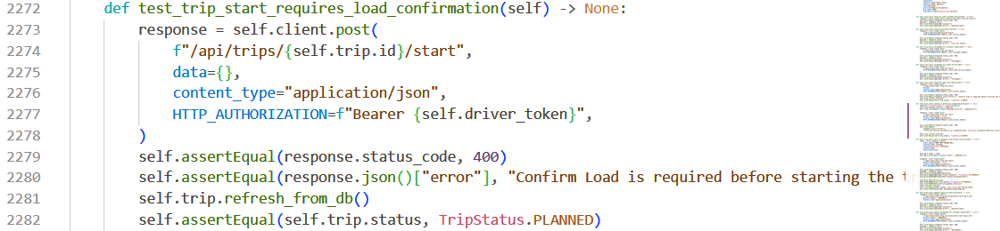 2272 def test_trip_start_requires_load_confirmation(self) -> None:
2273 response = self.client.post(
2274 f"/api/trips/{self.trip.id}/start",
2275 data={},
2276 content_type="application/json",
2277 HTTP_AUTHORIZATION=f"Bearer {self.driver_token}",
2278 )
2279 self.assertEqual(response.status_code, 400)
2280 self.assertEqual(response.json()["error"], "Confirm Load is required before starting the
2281 self.trip.refresh_from_db()
2282 self.assertEqual(self.trip.status, TripStatus.PLANNED)